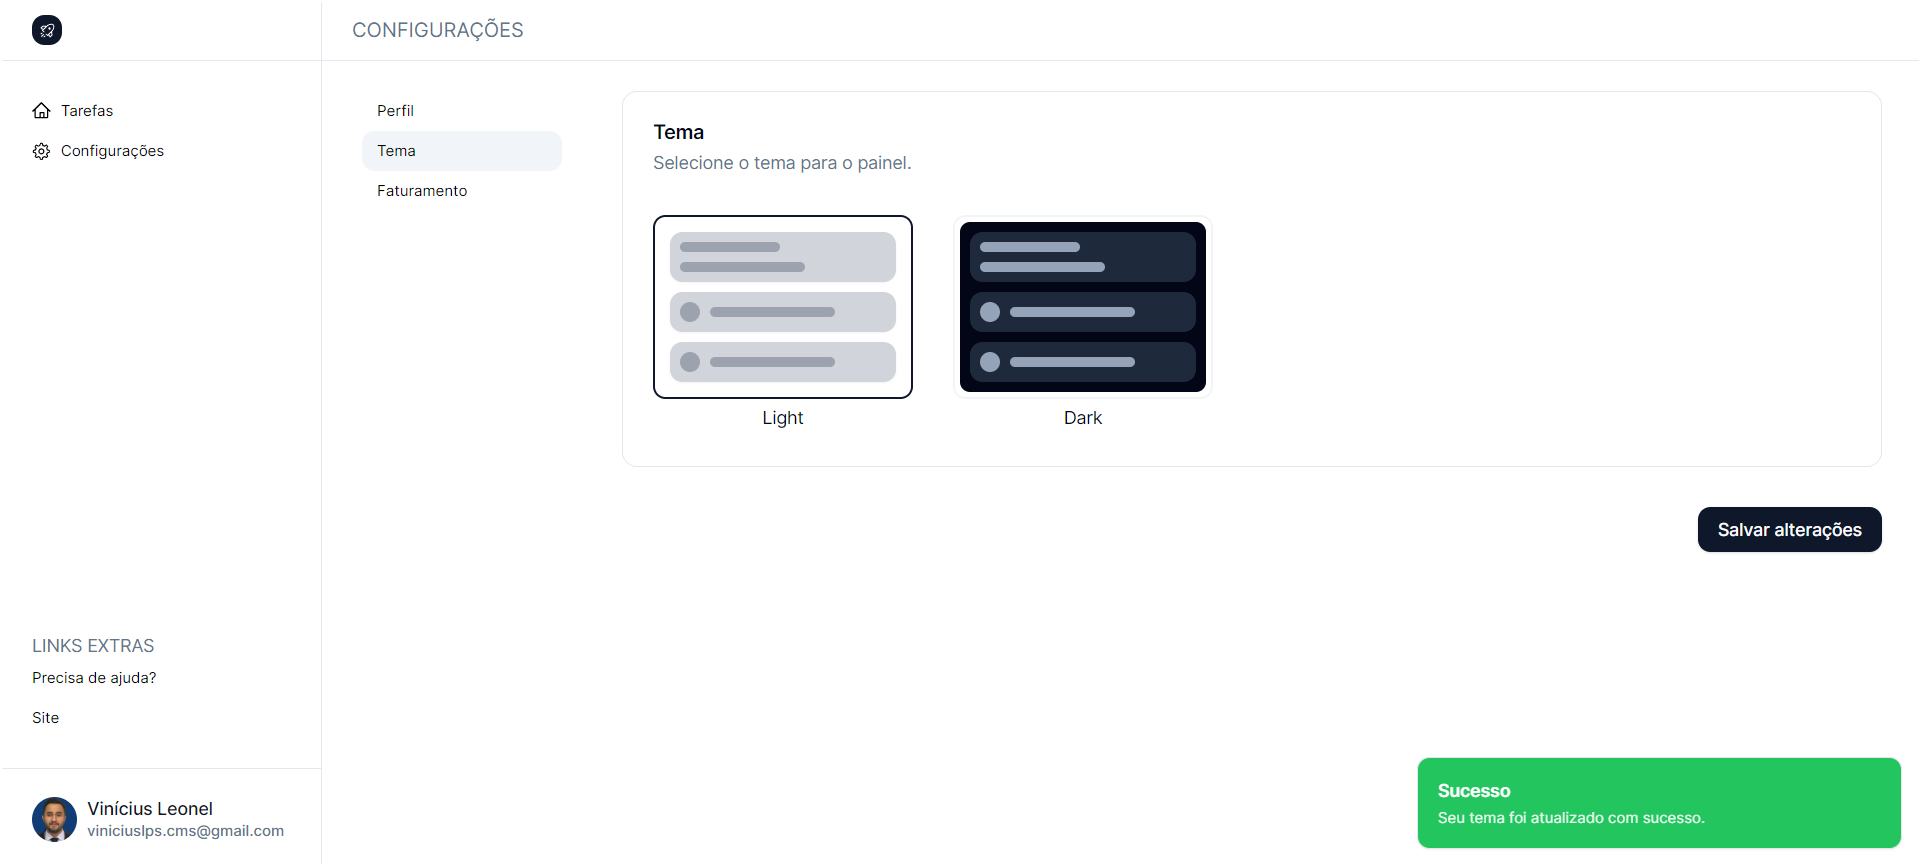 CONFIGURAÇÕES
Tarefas
Configurações
Perfil
Tema
Faturamento
Tema
Selecione o tema para o painel.
Light
Dark
Salvar alterações
LINKS EXTRAS
Precisa de ajuda?
Site
Vinícius Leonel
viniciuslps.cms@gmail.com
Sucesso
Seu tema foi atualizado com sucesso.